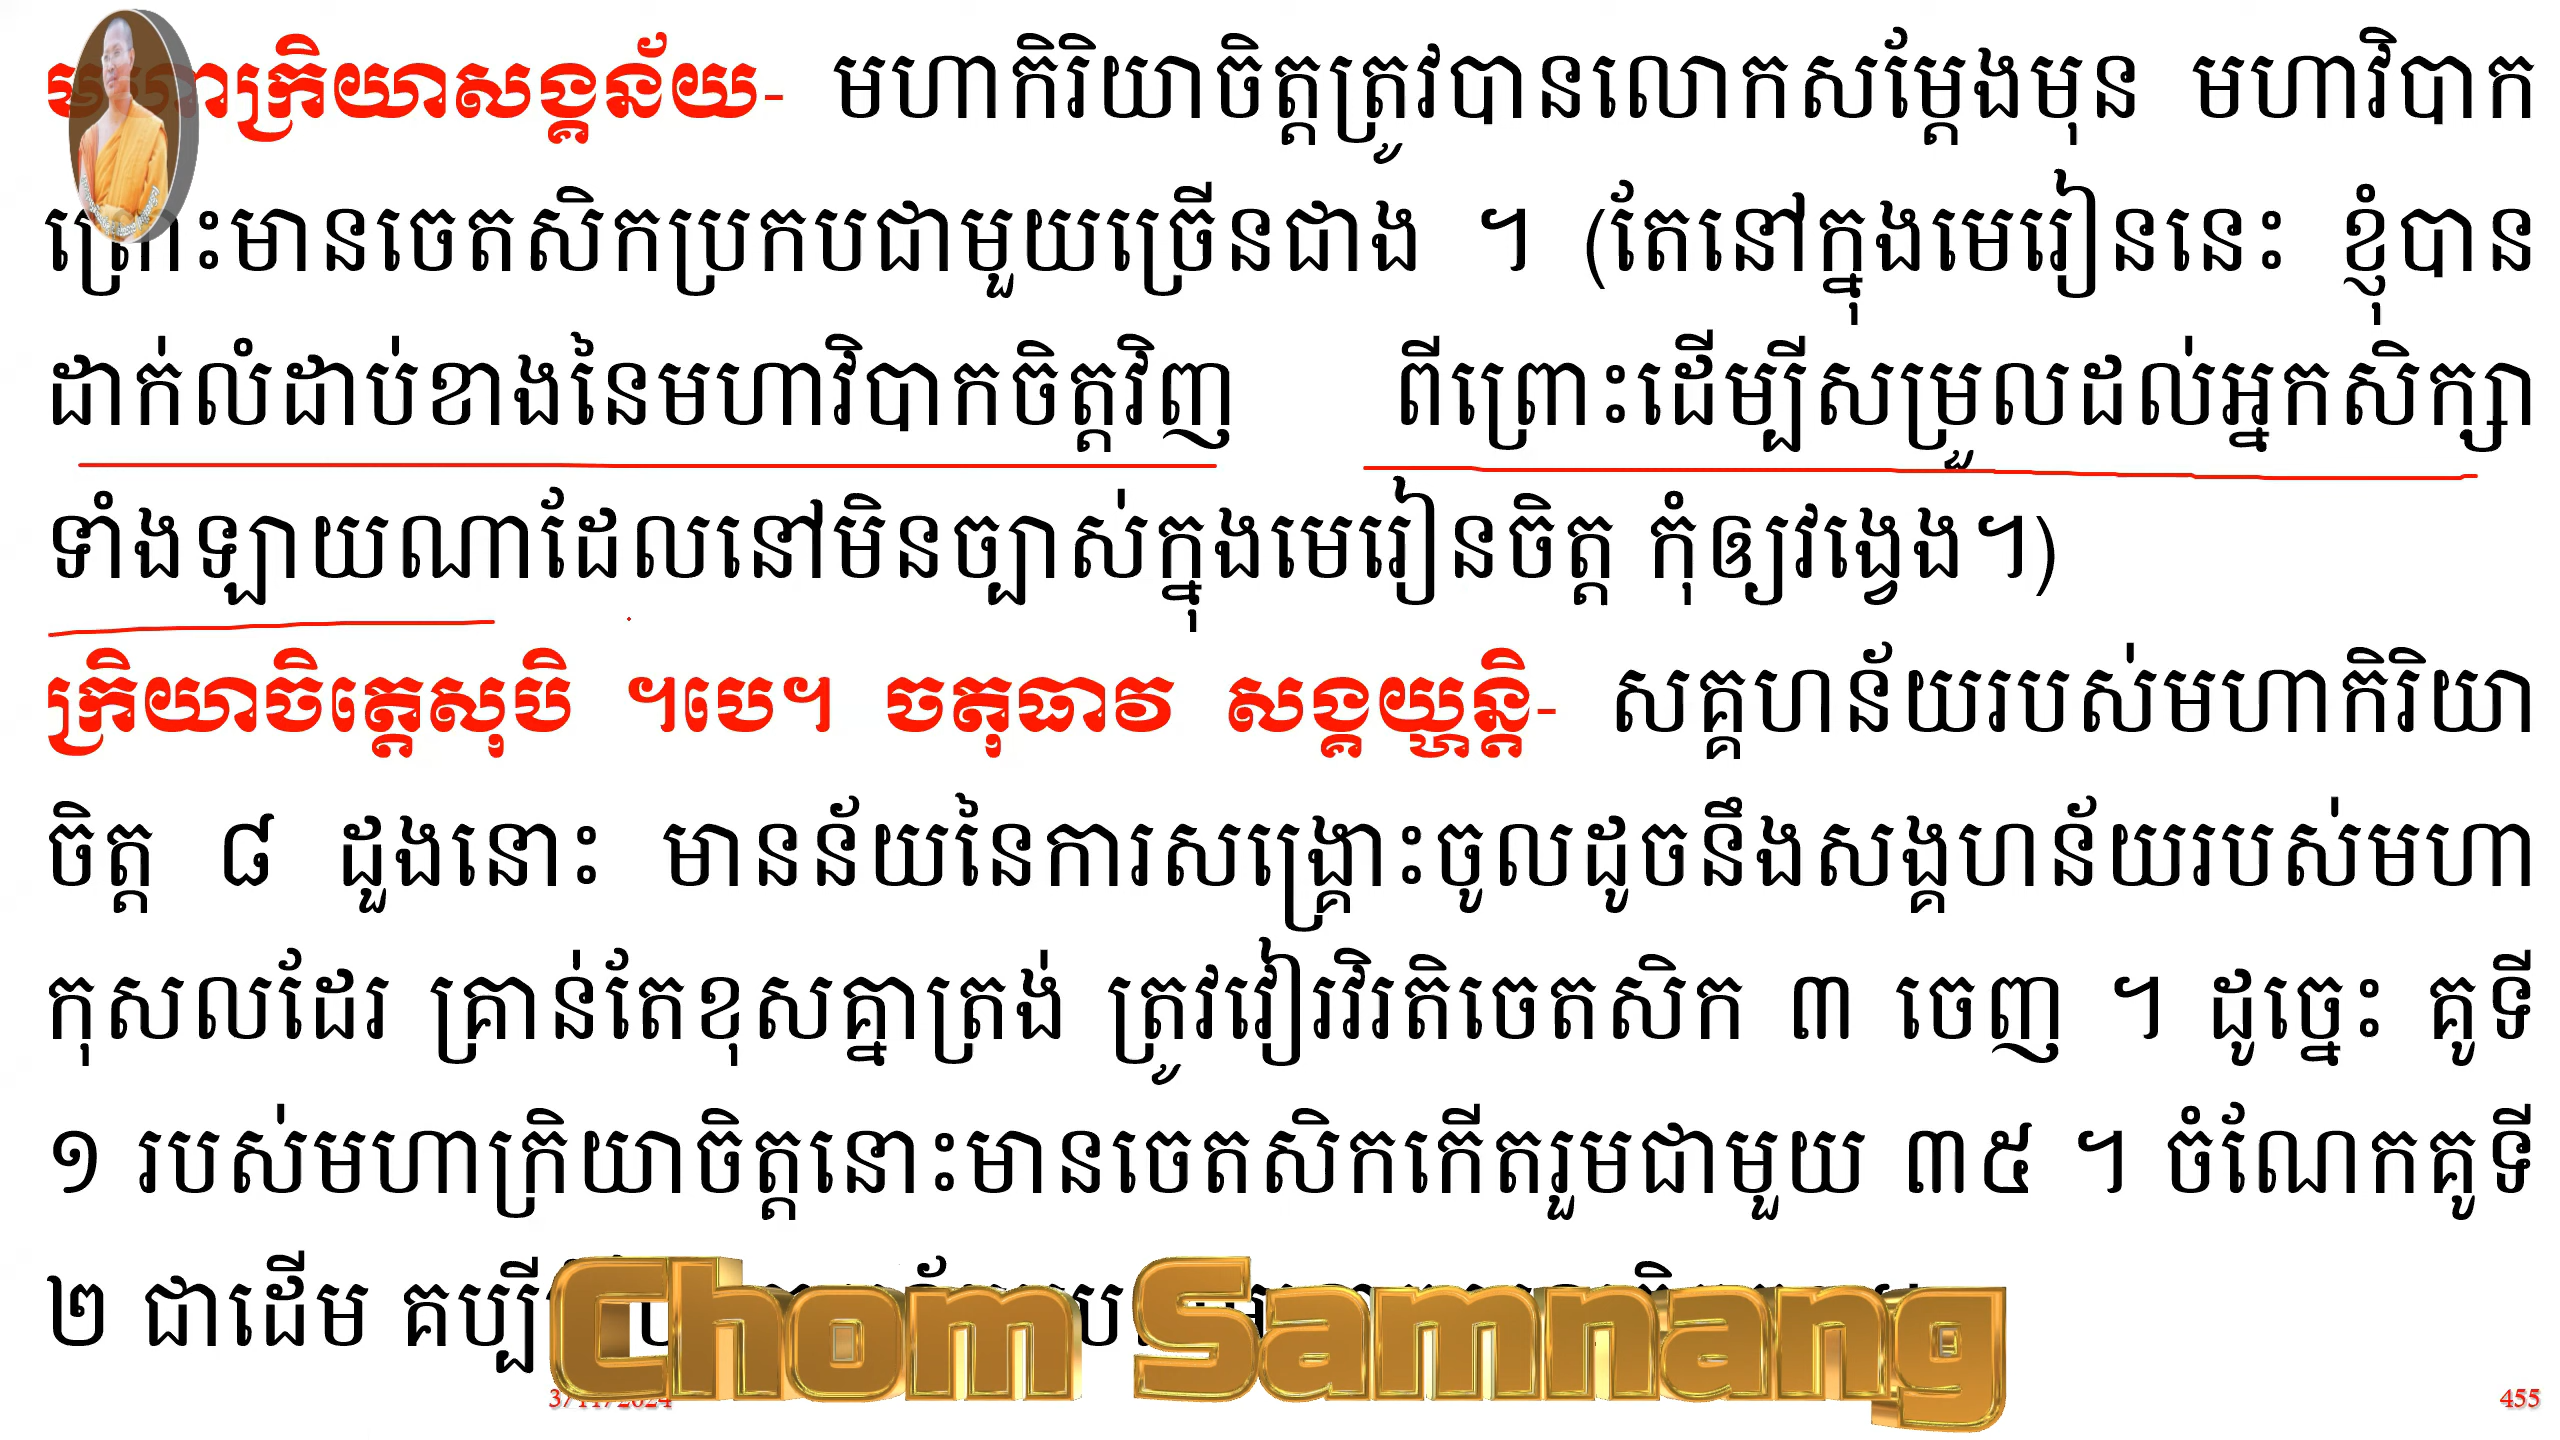 មហាក្រិយាសង្គន័យ- មហាកិរិយាចិត្តត្រូវបានលោកសម្ដែងមុន មហាវិបាក
ព្រោះមានចេតសិកប្រកបជាមួយច្រើនជាង ។ (តែនៅក្នុងមេរៀននេះ ខ្ញុំបាន
ដាក់លំដាប់ខាងនៃមហាវិបាកចិត្តវិញ ពីព្រោះដើម្បីសម្រួលដល់អ្នកសិក្សា
ទាំងឡាយណាដែលនៅមិនច្បាស់ក្នុងមេរៀនចិត្ត កុំឲ្យវង្វេង។)
ក្រិយាចិត្តេសុបិ ។បេ។ ចតុធាវ សង្គយ្ហន្តិ- សគ្គហន័យរបស់មហាកិរិយា
ចិត្ត ៨ ដួងនោះ មានន័យនៃការសង្គ្រោះចូលដូចនឹងសង្គហន័យរបស់មហា
កុសលដែរ គ្រាន់តែខុសគ្នាត្រង់ ត្រូវវៀរវិរតិចេតសិក ៣ ចេញ ។ ដូច្នេះ គូទី
១ របស់មហាក្រិយាចិត្តនោះមានចេតសិកកើតរួមជាមួយ ៣៥ ។ ចំណែកគូទី
២ ជាដើម គប្បី
Chom Samnang
455